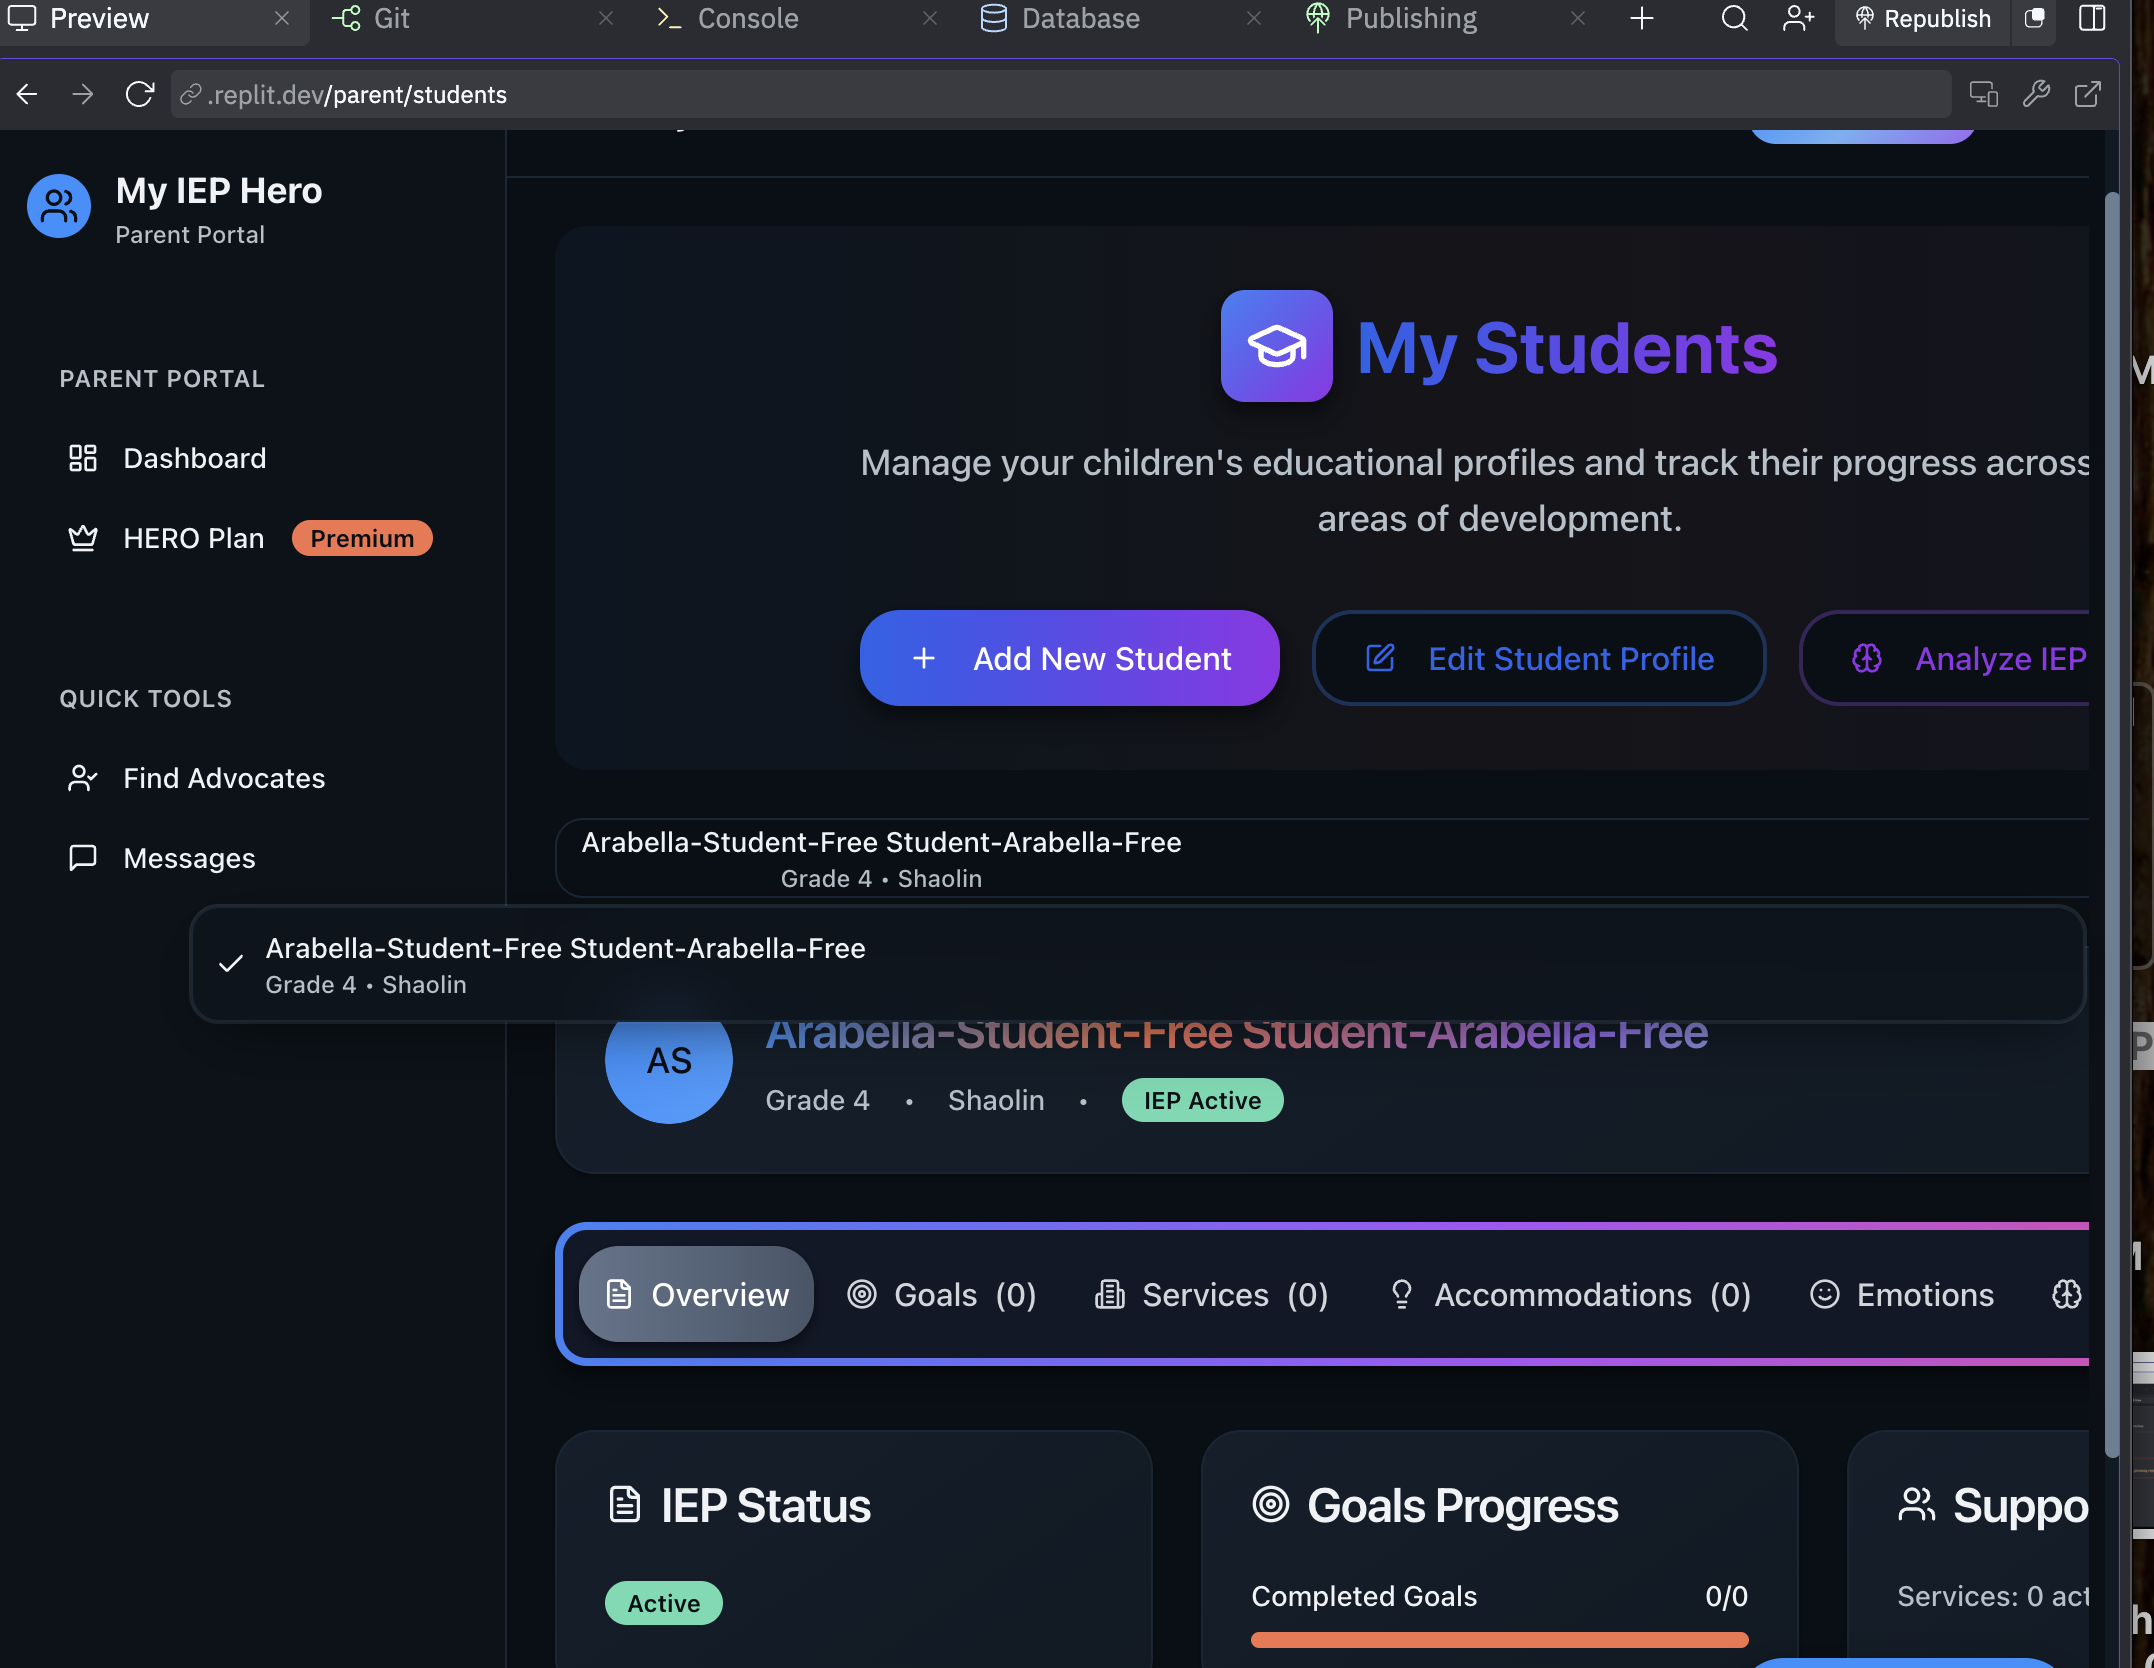 Preview
Git
Console
Database
Publishing
Republish
.replit.dev/parent/students
My IEP Hero
Parent Portal
PARENT PORTAL
Dashboard
HERO Plan Premium
QUICK TOOLS
Find Advocates
Messages
My Students
Manage your children's educational profiles and track their progress across
areas of development.
Add New Student
Edit Student Profile
Analyze IEP
Arabella-Student-Free Student-Arabella-Free
Grade 4 • Shaolin
Arabella-Student-Free Student-Arabella-Free
Grade 4 • Shaolin
Arabella-Student-Free Student-Arabella-Free
AS
Grade 4 • Shaolin • IEP Active
Overview
Goals (0)
Services (0)
Accommodations (0)
Emotions
IEP Status
Active
Goals Progress
Completed Goals 0/0
Suppo
Services: 0 act